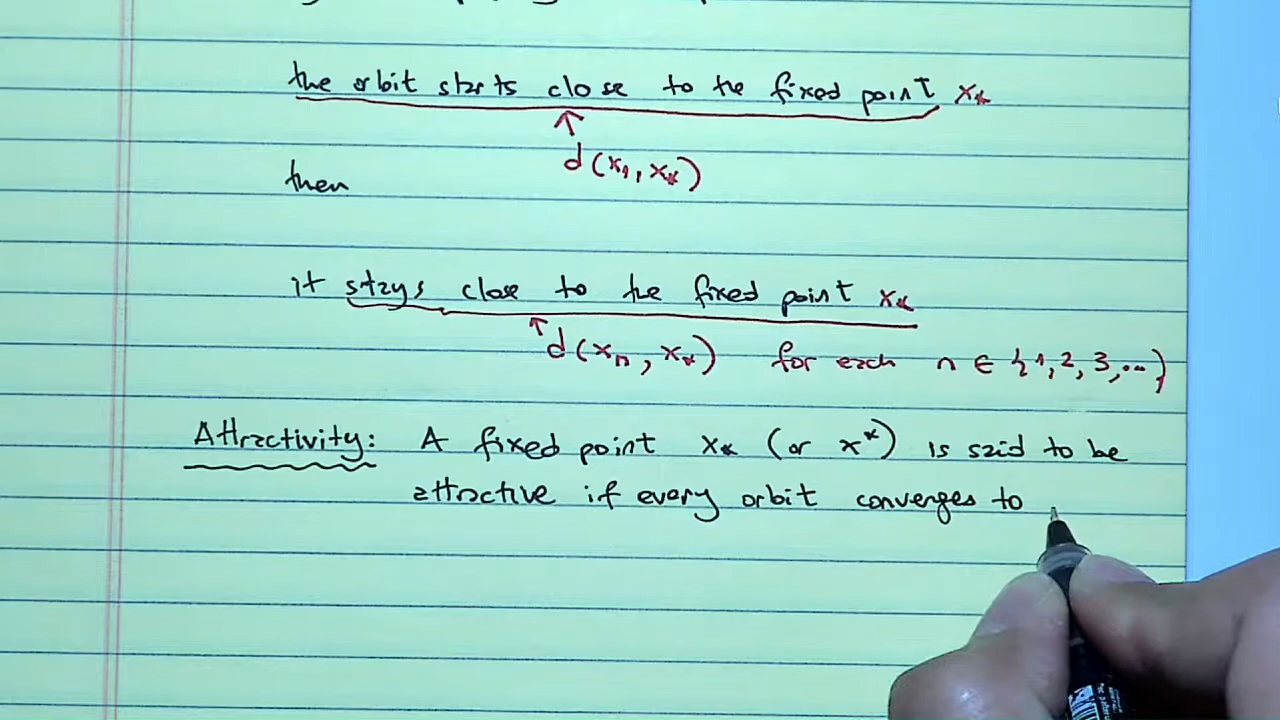 the orbit starts close to the fixed point x*
d(x1, x*)
then
it stays close to the fixed point x*
d(xn, x*) for each n ∈ {1, 2, 3, ...}
Attractivity: A fixed point x* (or x*) is said to be
attractive if every orbit converges to